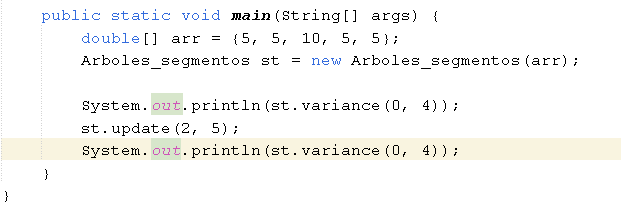 public static void main(String[] args) {
double[] arr = {5, 5, 10, 5, 5};
Arboles_segmentos st = new Arboles_segmentos(arr);
System.out.println(st.variance(0, 4));
st.update(2, 5);
System.out.println(st.variance(0, 4));
}
}